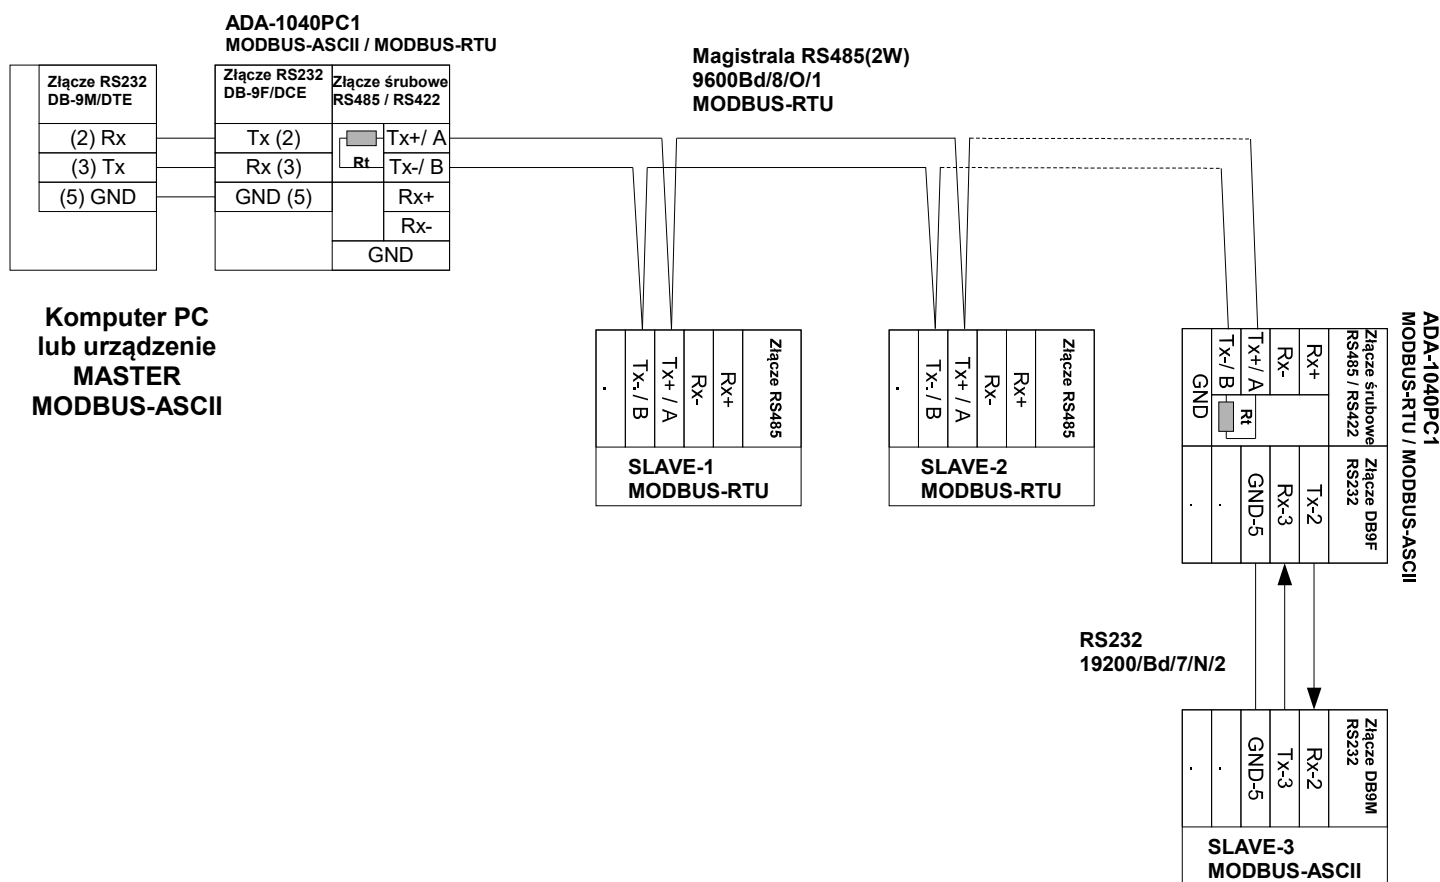 ADA-1040PC1
MODBUS-ASCII / MODBUS-RTU
Złącze RS232
DB-9M/DTE
(2) Rx
(3) Tx
(5) GND
Złącze RS232
DB-9F/DCE
Tx (2)
Rx (3)
GND (5)
Złącze śrubowe
RS485 / RS422
Rt
Tx+/ A
Tx-/ B
Rx+
Rx-
GND
Magistrala RS485(2W)
9600Bd/8/O/1
MODBUS-RTU
Komputer PC
lub urządzenie
MASTER
MODBUS-ASCII
Złącze RS485
Rx+
Rx-
Tx+ / A
Tx-. / B
.
SLAVE-1
MODBUS-RTU
Złącze RS485
Rx+
Rx-
Tx+ / A
Tx-. / B
.
SLAVE-2
MODBUS-RTU
ADA-1040PC1
MODBUS-RTU / MODBUS-ASCII
Złącze śrubowe
RS485 / RS422
Rx+
Rx-
Tx+/ A
Tx-/ B
GND
Rt
Złącze DB9F
RS232
Tx-2
Rx-3
GND-5
.
.
RS232
19200/Bd/7/N/2
Złącze DB9M
RS232
Rx-2
Tx-3
GND-5
.
.
SLAVE-3
MODBUS-ASCII